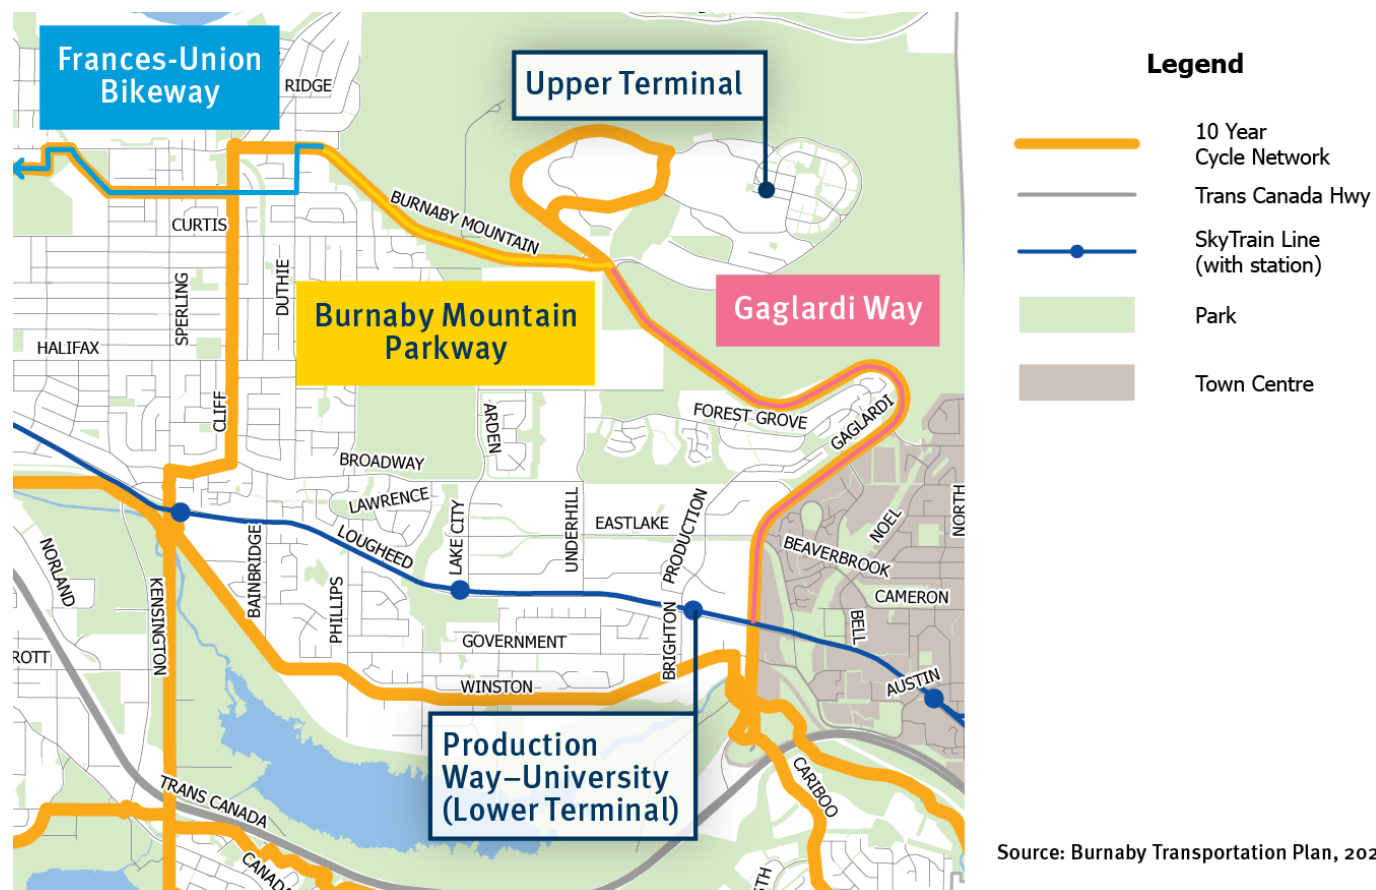 Frances-Union
Bikeway
RIDGE
Upper Terminal
BURNABY MOUNTAIN
CURTIS
SPERLING
DUTHIE
Burnaby Mountain
Parkway
Gaglardi Way
HALIFAX
CLIFF
ARDEN
FOREST GROVE
GAGLARDI
BROADWAY
LAWRENCE
LAKE CITY
UNDERHILL
EASTLAKE
PRODUCTION
NOEL
NORTH
LOUGHEED
BAINBRIDGE
BEAVERBROOK
NORLAND
KENSINGTON
PHILLIPS
CAMERON
BELL
GOVERNMENT
BRIGHTON
ROTT
WINSTON
AUSTIN
Production
Way–University
(Lower Terminal)
CARIBOO
TRANS CANADA
CANADA
TH
Legend
10 Year
Cycle Network
Trans Canada Hwy
SkyTrain Line
(with station)
Park
Town Centre
Source: Burnaby Transportation Plan, 202